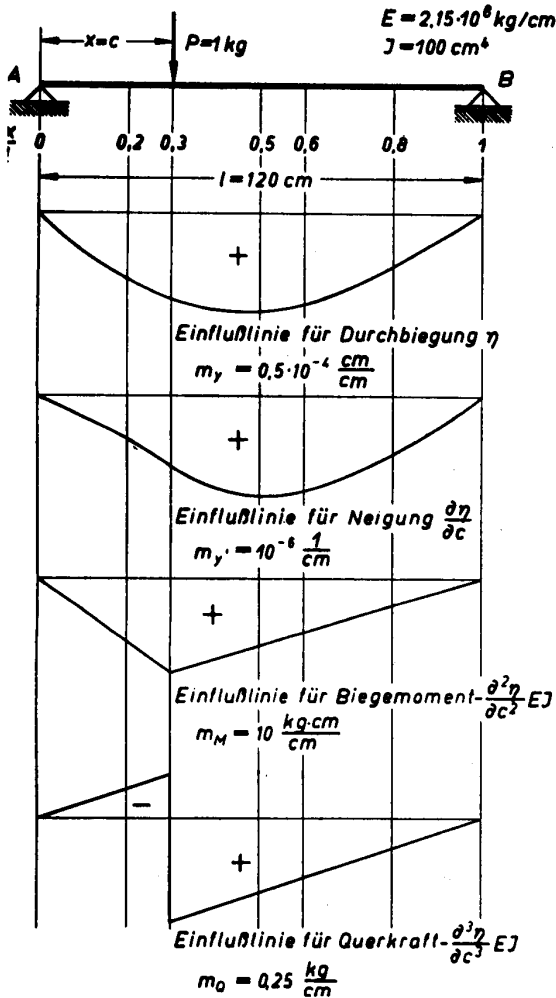 E = 2,15·10⁶ kg/cm
J = 100 cm⁴
x=c
P=1kg
A
B
x/l
0 0,2 0,3 0,5 0,6 0,8 1
l = 120 cm
+
Einflußlinie für Durchbiegung η
m_y = 0,5·10⁻⁴ cm/cm
+
Einflußlinie für Neigung ∂η/∂c
m_y' = 10⁻⁶ 1/cm
+
Einflußlinie für Biegemoment -∂²η/∂c² EJ
m_M = 10 kg·cm/cm
−
+
Einflußlinie für Querkraft -∂³η/∂c³ EJ
m_Q = 0,25 kg/cm